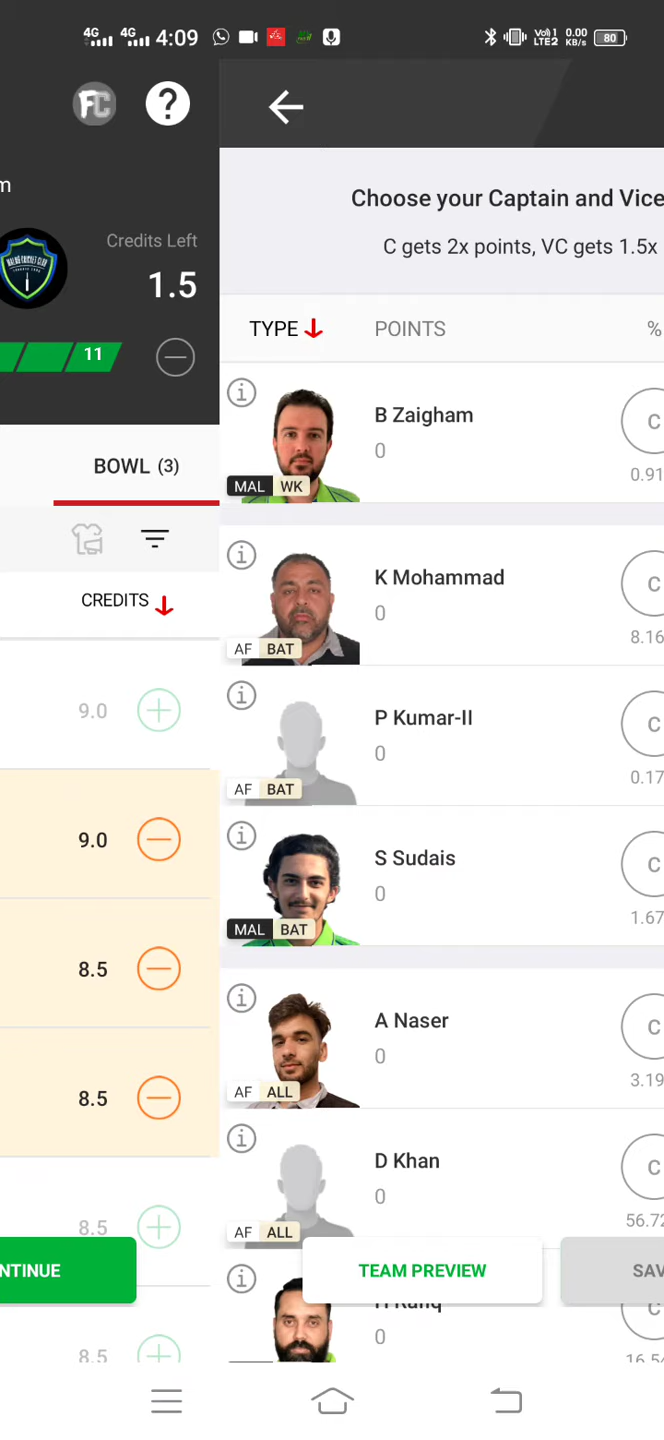 4G 4G 4:09 Vo) 1 LTE2 0.00 KB/s 80
FC ?
m
Credits Left
1.5
11
BOWL (3)
CREDITS
9.0
9.0
8.5
8.5
8.5
8.5
NTINUE
Choose your Captain and Vice
C gets 2x points, VC gets 1.5x
TYPE POINTS %
B Zaigham
0
C
0.91
MAL WK
K Mohammad
0
C
8.16
AF BAT
P Kumar-II
0
C
0.17
AF BAT
S Sudais
0
C
1.67
MAL BAT
A Naser
0
C
3.19
AF ALL
D Khan
0
C
56.72
AF ALL
TEAM PREVIEW
SAV
0
C
16.54